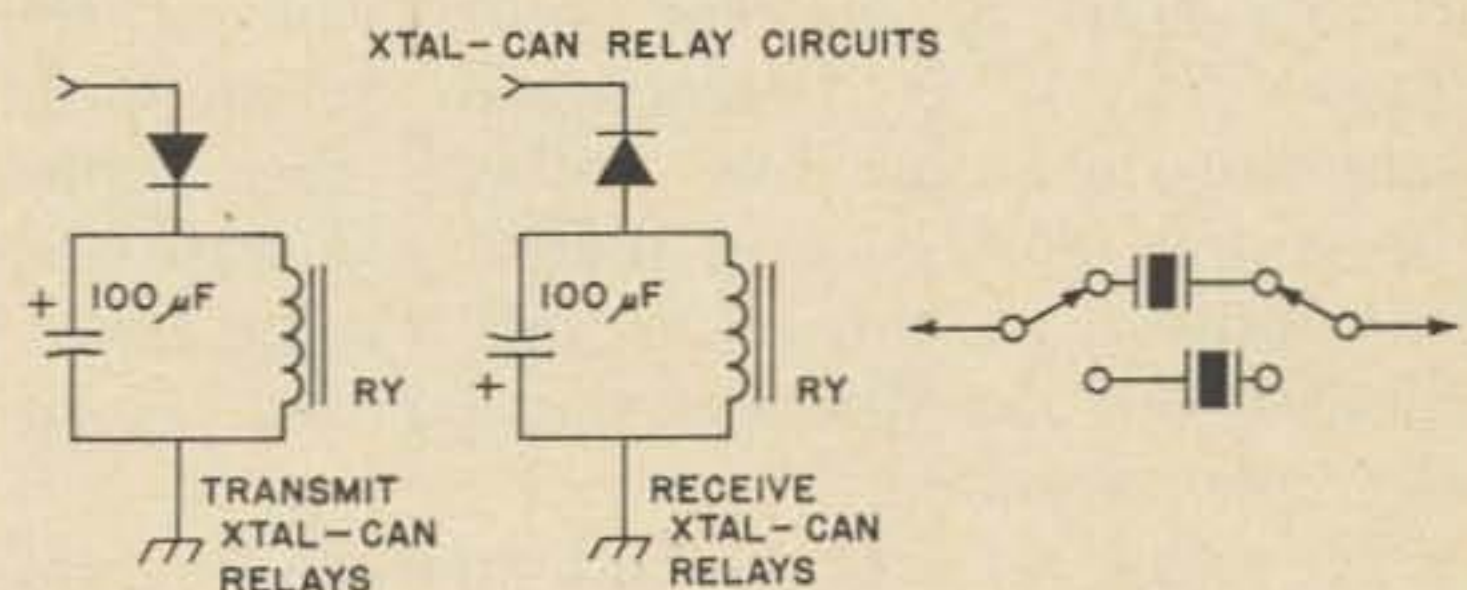 XTAL-CAN RELAY CIRCUITS
+ 100µF
RY
TRANSMIT
XTAL-CAN
RELAYS
100µF
+
RY
RECEIVE
XTAL-CAN
RELAYS